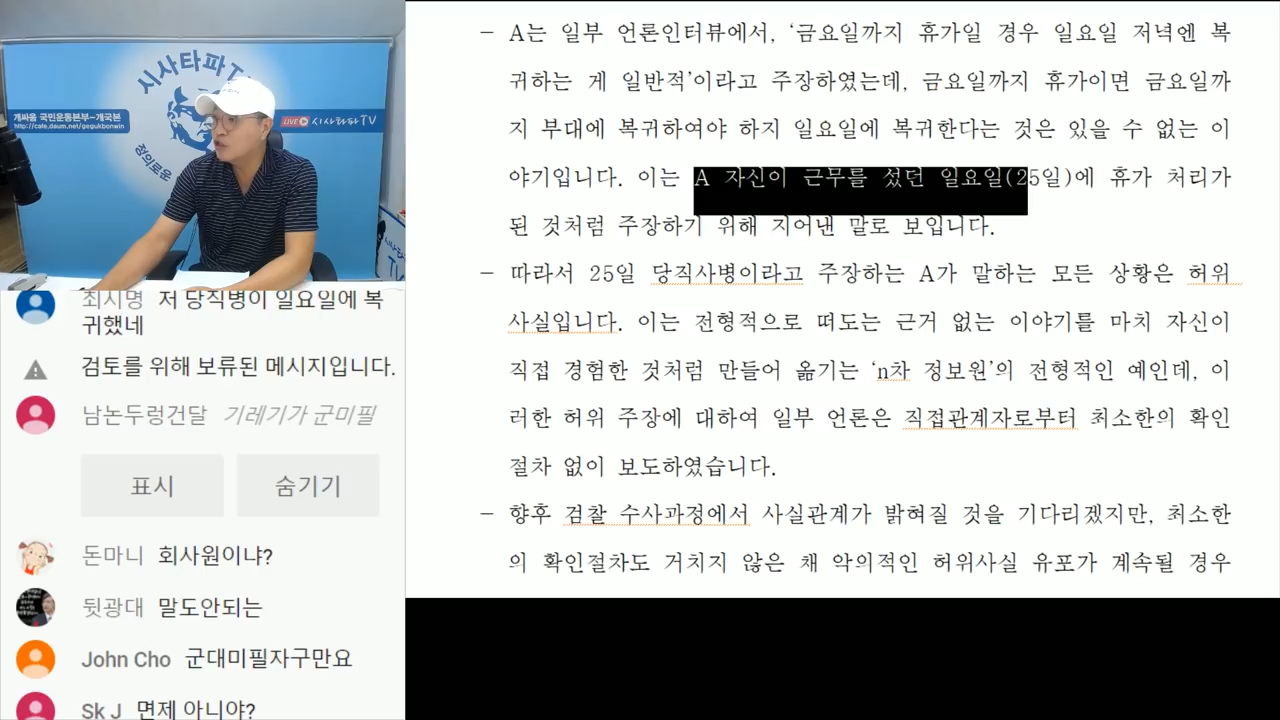 시사타파TV
개싸움 국민운동본부-개국본
http://cafe.daum.net/gegukbonwin
LIVE 시사타파TV
정의로운
TV
최시명 저 당직병이 일요일에 복
귀했네
검토를 위해 보류된 메시지입니다.
남논두렁건달 기레기가 군미필
표시 숨기기
돈마니 회사원이냐?
뒷광대 말도안되는
John Cho 군대미필자구만요
Sk J 면제 아니야?
- A는 일부 언론인터뷰에서, ‘금요일까지 휴가일 경우 일요일 저녁엔 복
귀하는 게 일반적’이라고 주장하였는데, 금요일까지 휴가이면 금요일까
지 부대에 복귀하여야 하지 일요일에 복귀한다는 것은 있을 수 없는 이
야기입니다. 이는 A 자신이 근무를 섰던 일요일(25일)에 휴가 처리가
된 것처럼 주장하기 위해 지어낸 말로 보입니다.
- 따라서 25일 당직사병이라고 주장하는 A가 말하는 모든 상황은 허위
사실입니다. 이는 전형적으로 떠도는 근거 없는 이야기를 마치 자신이
직접 경험한 것처럼 만들어 옮기는 ‘n차 정보원’의 전형적인 예인데, 이
러한 허위 주장에 대하여 일부 언론은 직접관계자로부터 최소한의 확인
절차 없이 보도하였습니다.
- 향후 검찰 수사과정에서 사실관계가 밝혀질 것을 기다리겠지만, 최소한
의 확인절차도 거치지 않은 채 악의적인 허위사실 유포가 계속될 경우